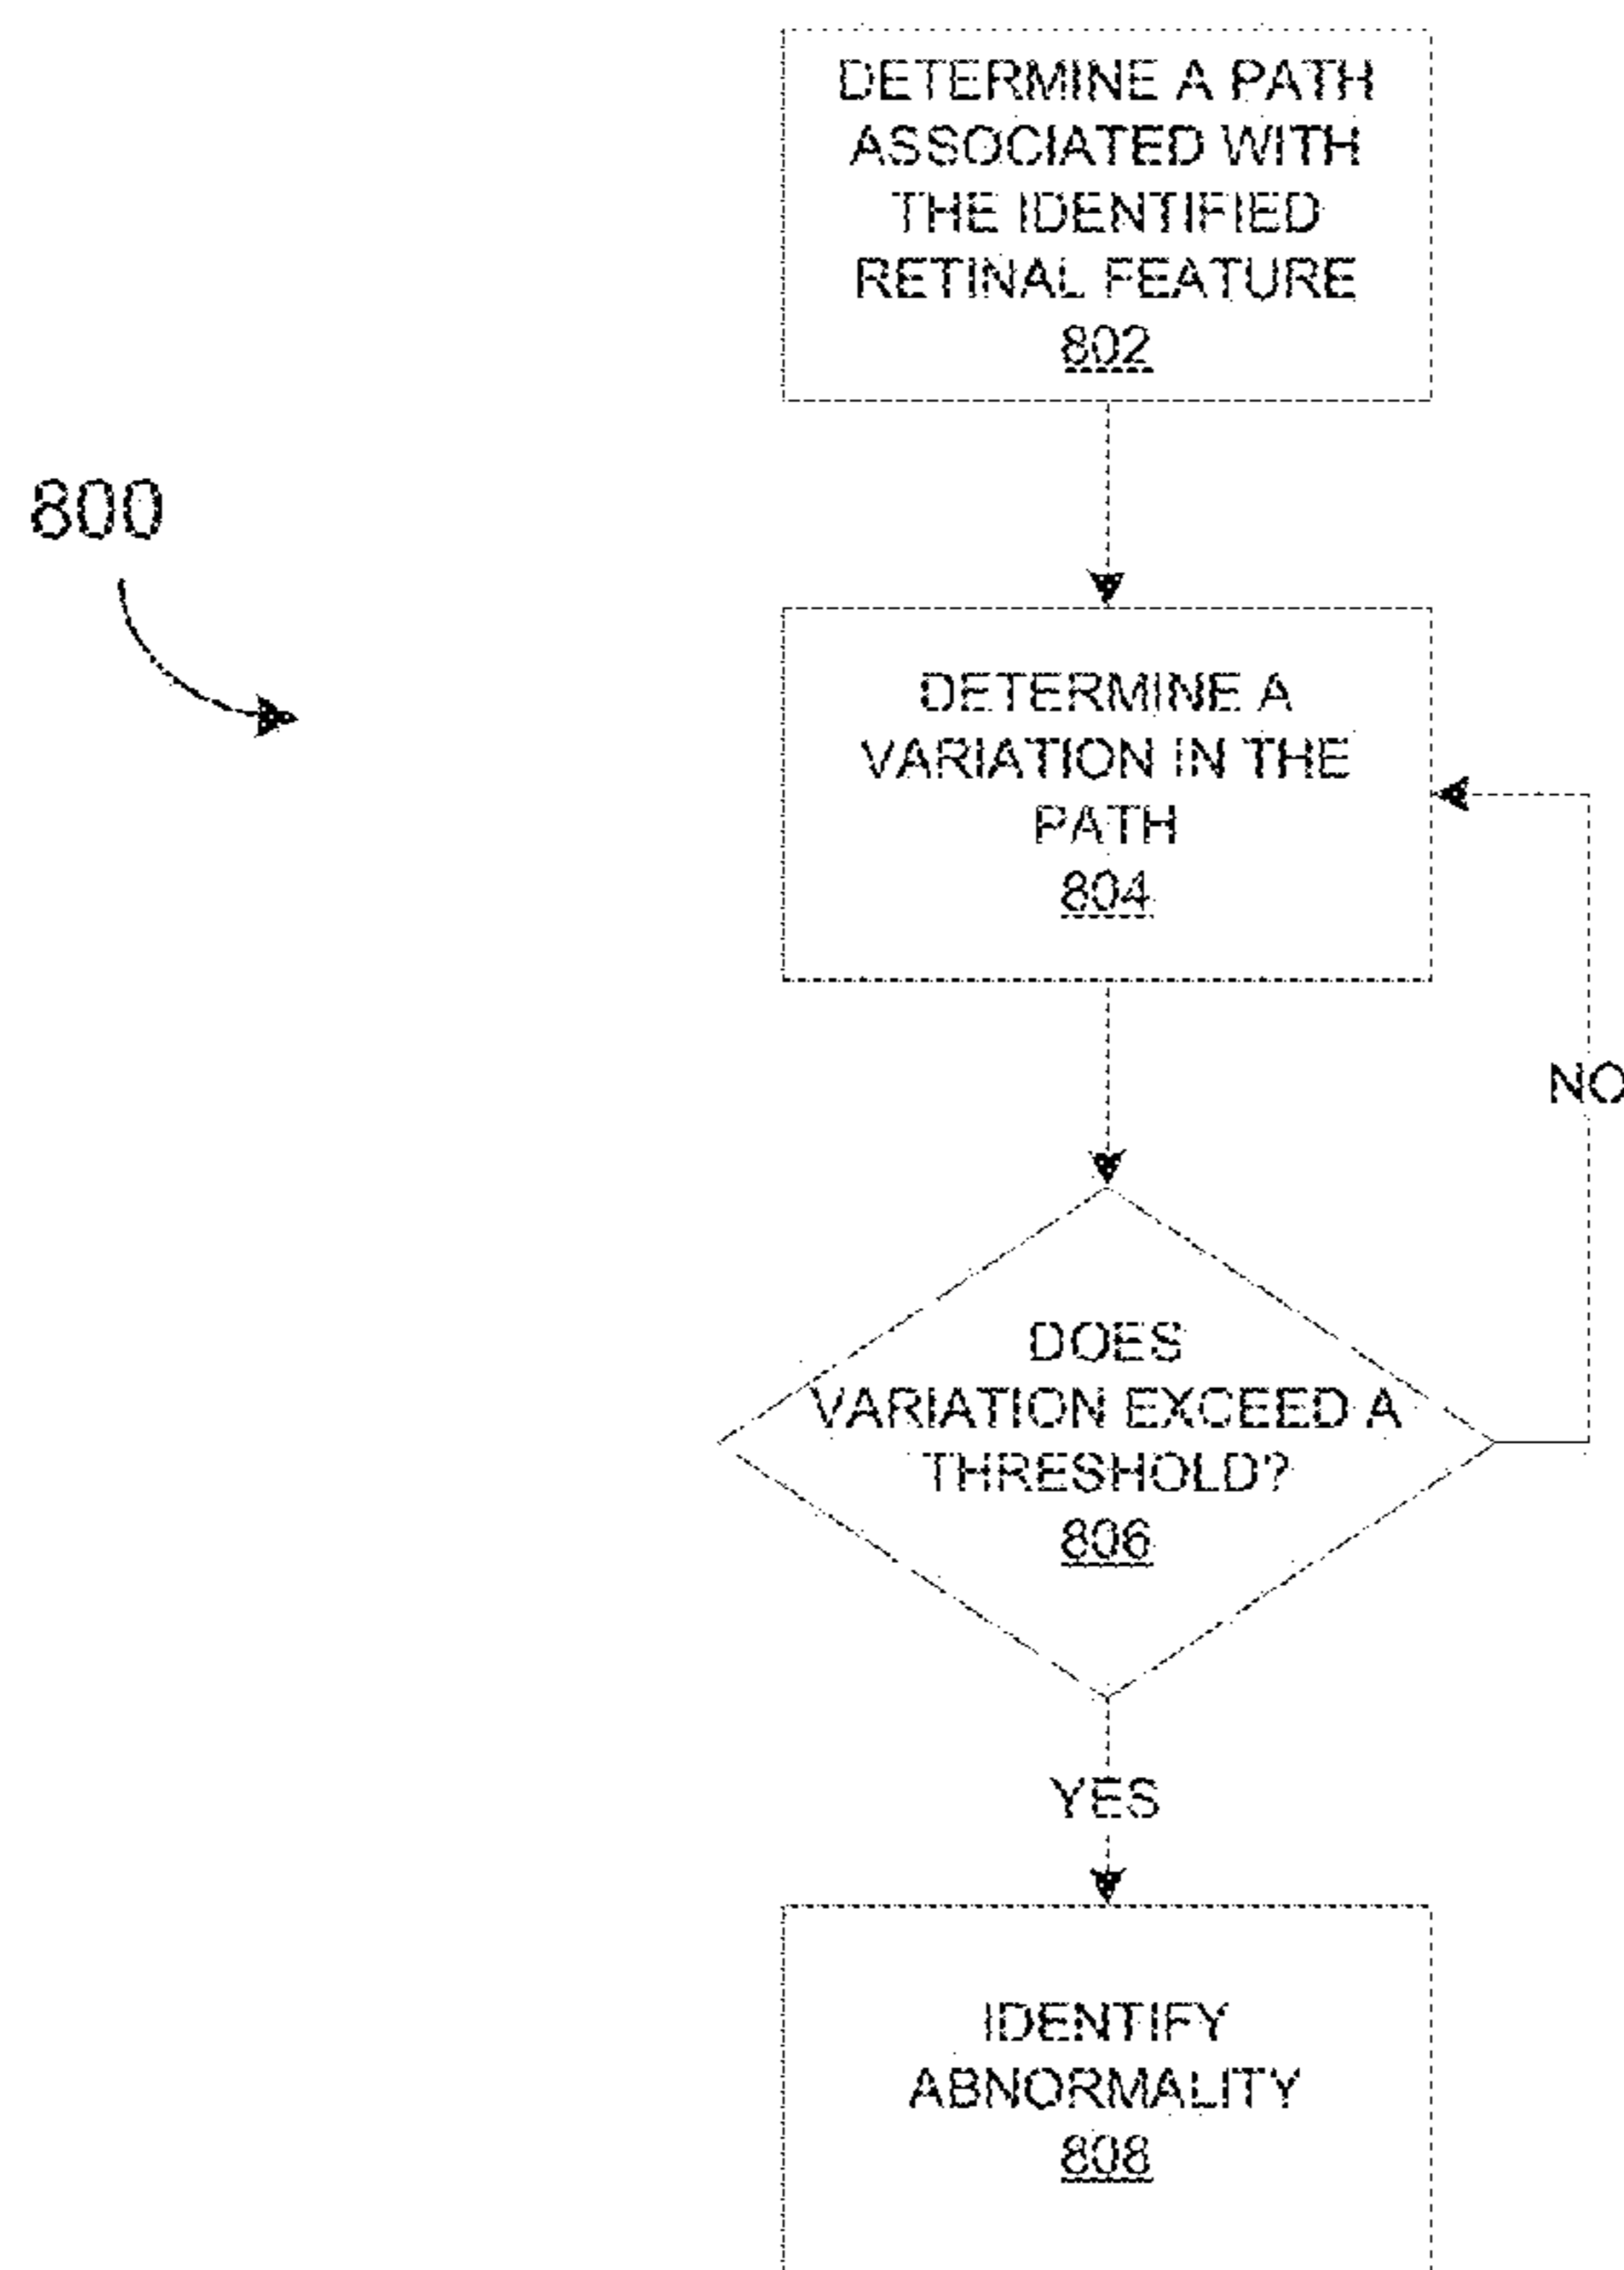 DETERMINE A PATH
ASSOCIATED WITH
THE IDENTIFIED
RETINAL FEATURE
802
800
DETERMINE A
VARIATION IN THE
PATH
804
NO
DOES
VARIATION EXCEED A
THRESHOLD?
806
YES
IDENTIFY
ABNORMALITY
808